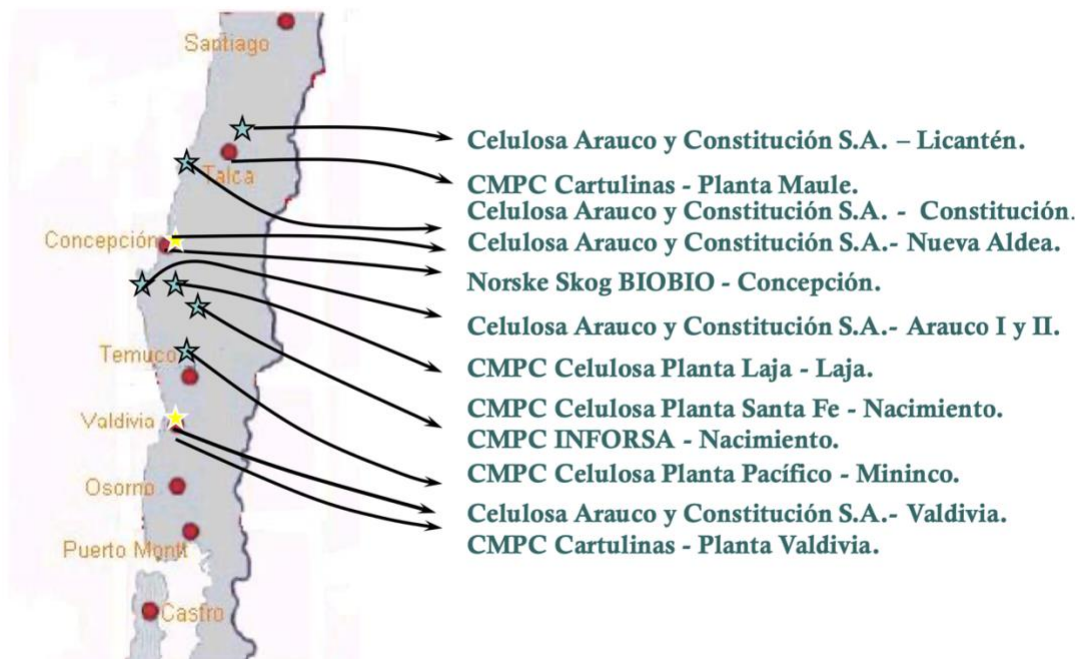 Santiago
Talca
Concepción
Temuco
Valdivia
Osorno
Puerto Montt
Castro
Celulosa Arauco y Constitución S.A. – Licantén.
CMPC Cartulinas - Planta Maule.
Celulosa Arauco y Constitución S.A. - Constitución.
Celulosa Arauco y Constitución S.A.- Nueva Aldea.
Norske Skog BIOBIO - Concepción.
Celulosa Arauco y Constitución S.A.- Arauco I y II.
CMPC Celulosa Planta Laja - Laja.
CMPC Celulosa Planta Santa Fe - Nacimiento.
CMPC INFORSA - Nacimiento.
CMPC Celulosa Planta Pacífico - Mininco.
Celulosa Arauco y Constitución S.A.- Valdivia.
CMPC Cartulinas - Planta Valdivia.